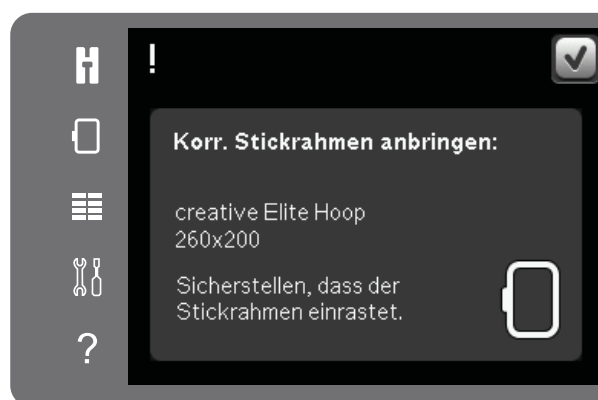 !
Korr. Stickrahmen anbringen:
creative Elite Hoop
260x200
Sicherstellen, dass der
Stickrahmen einrastet.
?